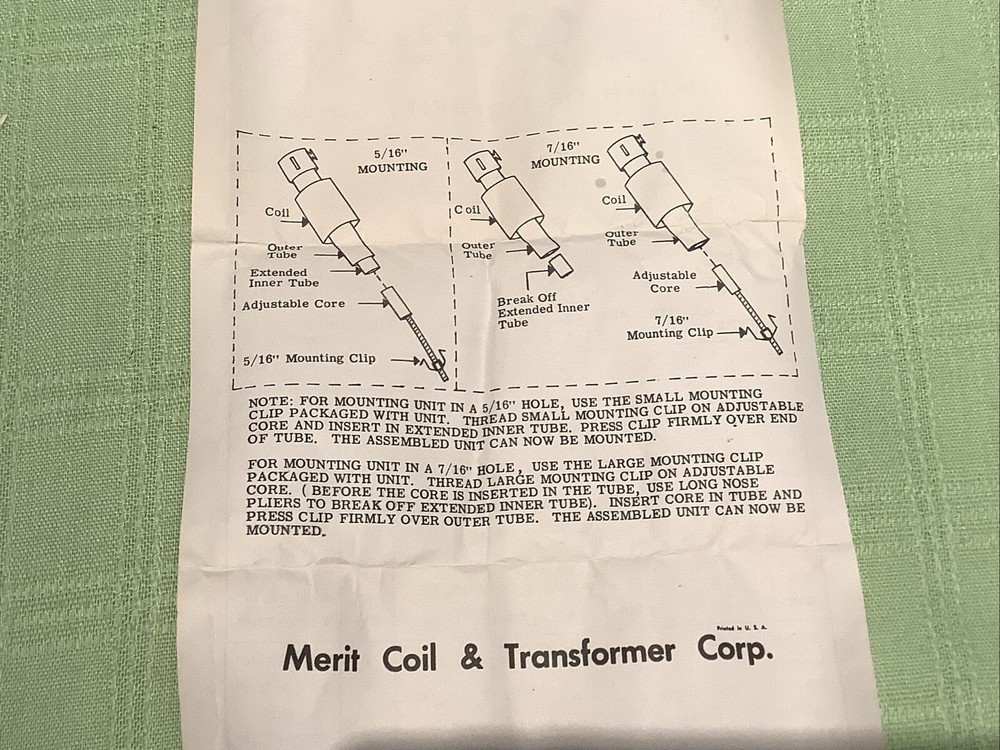 5/16"
MOUNTING
Coil
Outer
Tube
Extended
Inner Tube
Adjustable Core
5/16" Mounting Clip
7/16"
MOUNTING
Coil
Outer
Tube
Break Off
Extended Inner
Tube
Coil
Outer
Tube
Adjustable
Core
7/16"
Mounting Clip
NOTE: FOR MOUNTING UNIT IN A 5/16" HOLE, USE THE SMALL MOUNTING
CLIP PACKAGED WITH UNIT. THREAD SMALL MOUNTING CLIP ON ADJUSTABLE
CORE AND INSERT IN EXTENDED INNER TUBE. PRESS CLIP FIRMLY OVER END
OF TUBE. THE ASSEMBLED UNIT CAN NOW BE MOUNTED.
FOR MOUNTING UNIT IN A 7/16" HOLE, USE THE LARGE MOUNTING CLIP
PACKAGED WITH UNIT. THREAD LARGE MOUNTING CLIP ON ADJUSTABLE
CORE. (BEFORE THE CORE IS INSERTED IN THE TUBE, USE LONG NOSE
PLIERS TO BREAK OFF EXTENDED INNER TUBE). INSERT CORE IN TUBE AND
PRESS CLIP FIRMLY OVER OUTER TUBE. THE ASSEMBLED UNIT CAN NOW BE
MOUNTED.
Printed in U. S. A.
Merit Coil & Transformer Corp.